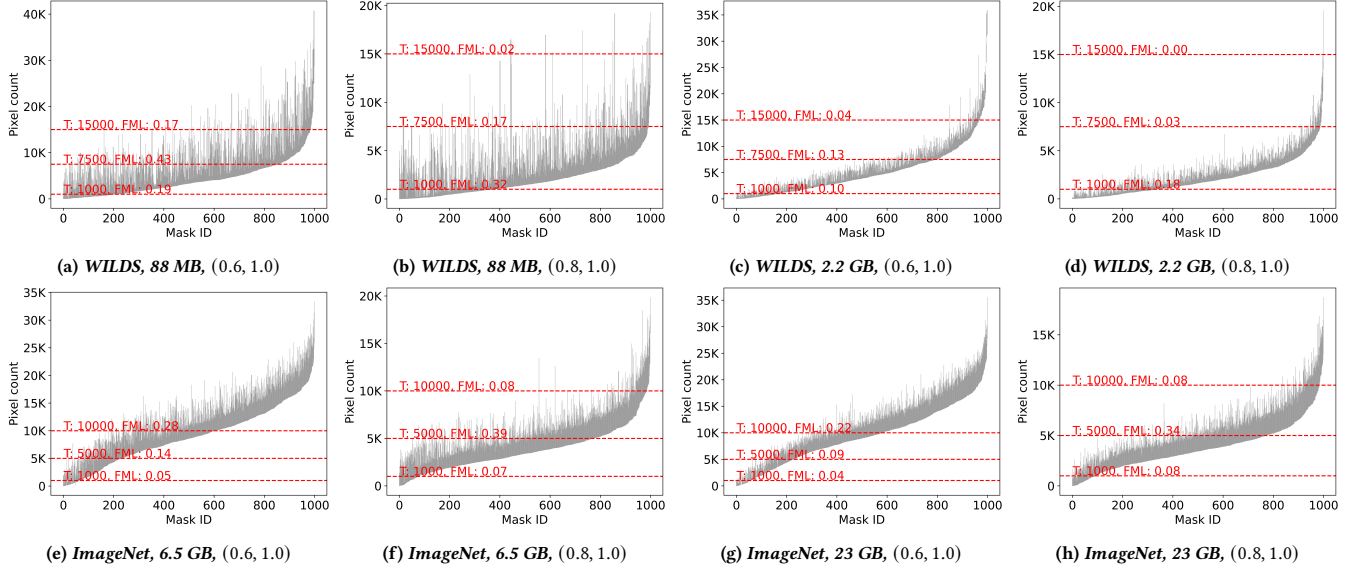 40K
30K
20K
10K
0
Pixel count
T: 15000, FML: 0.17
T: 7500, FML: 0.43
T: 1000, FML: 0.19
0 200 400 600 800 1000
Mask ID
(a) WILDS, 88 MB, (0.6, 1.0)
20K
15K
10K
5K
0
Pixel count
T: 15000, FML: 0.02
T: 7500, FML: 0.17
T: 1000, FML: 0.32
0 200 400 600 800 1000
Mask ID
(b) WILDS, 88 MB, (0.8, 1.0)
35K
30K
25K
20K
15K
10K
5K
0
Pixel count
T: 15000, FML: 0.04
T: 7500, FML: 0.13
T: 1000, FML: 0.10
0 200 400 600 800 1000
Mask ID
(c) WILDS, 2.2 GB, (0.6, 1.0)
20K
15K
10K
5K
0
Pixel count
T: 15000, FML: 0.00
T: 7500, FML: 0.03
T: 1000, FML: 0.18
0 200 400 600 800 1000
Mask ID
(d) WILDS, 2.2 GB, (0.8, 1.0)
35K
30K
25K
20K
15K
10K
5K
0
Pixel count
T: 10000, FML: 0.28
T: 5000, FML: 0.14
T: 1000, FML: 0.05
0 200 400 600 800 1000
Mask ID
(e) ImageNet, 6.5 GB, (0.6, 1.0)
20K
15K
10K
5K
0
Pixel count
T: 10000, FML: 0.08
T: 5000, FML: 0.39
T: 1000, FML: 0.07
0 200 400 600 800 1000
Mask ID
(f) ImageNet, 6.5 GB, (0.8, 1.0)
35K
30K
25K
20K
15K
10K
5K
0
Pixel count
T: 10000, FML: 0.22
T: 5000, FML: 0.09
T: 1000, FML: 0.04
0 200 400 600 800 1000
Mask ID
(g) ImageNet, 23 GB, (0.6, 1.0)
15K
10K
5K
0
Pixel count
T: 10000, FML: 0.08
T: 5000, FML: 0.34
T: 1000, FML: 0.08
0 200 400 600 800 1000
Mask ID
(h) ImageNet, 23 GB, (0.8, 1.0)